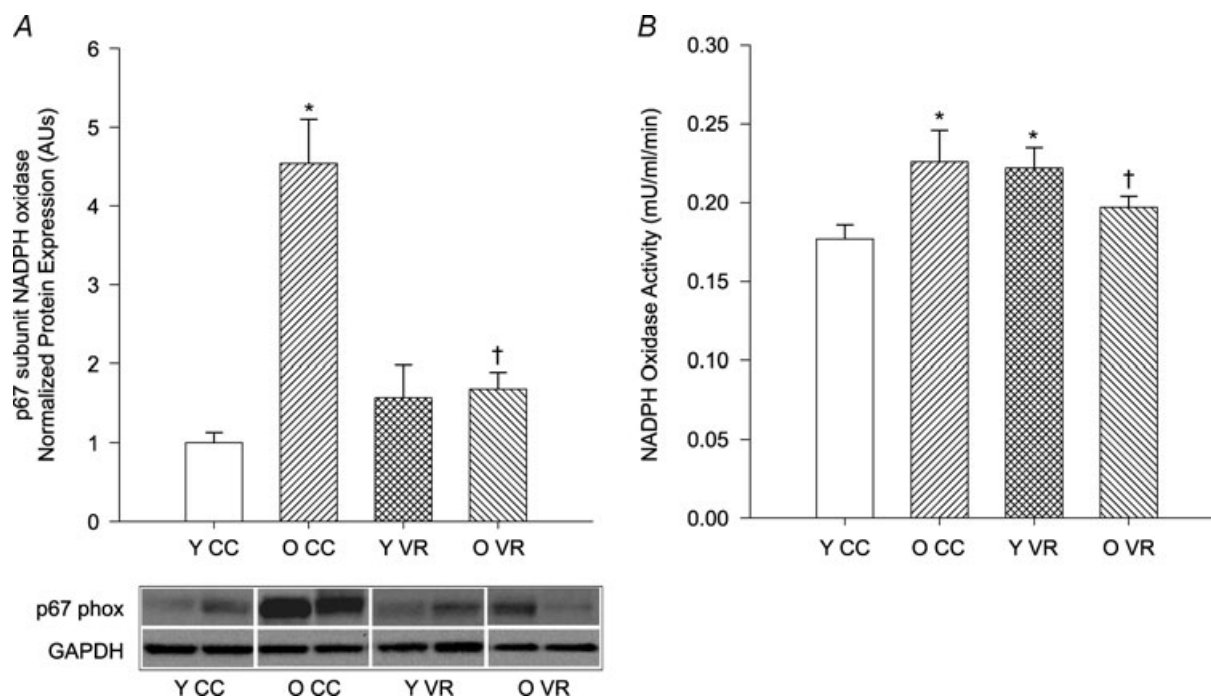 A
p67 subunit NADPH oxidase
Normalized Protein Expression (AUs)
6
5
4
3
2
1
0
*
†
Y CC O CC Y VR O VR
p67 phox
GAPDH
Y CC O CC Y VR O VR
B
NADPH Oxidase Activity (mU/ml/min)
0.30
0.25
0.20
0.15
0.10
0.05
0.00
* * †
Y CC O CC Y VR O VR